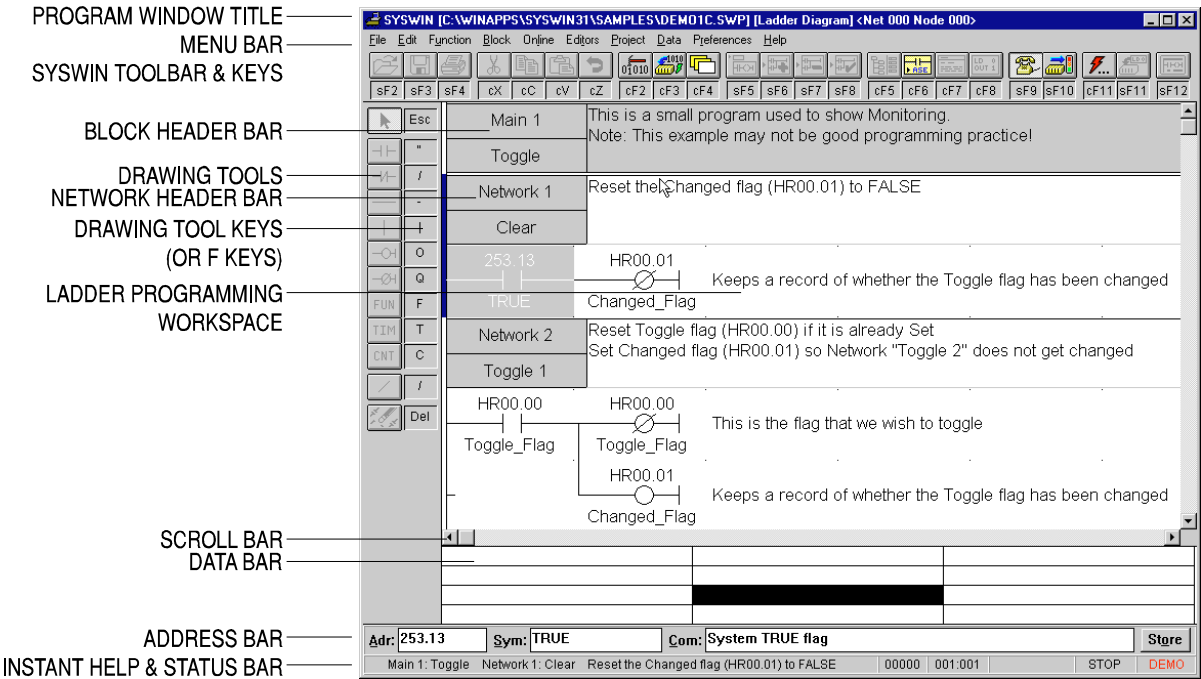 PROGRAM WINDOW TITLE
SYSWIN [C:\WINAPPS\SYSWIN31\SAMPLES\DEMO1C.SWP] [Ladder Diagram] <Net 000 Node 000>
MENU BAR
File Edit Function Block Online Editors Project Data Preferences Help
SYSWIN TOOLBAR & KEYS
sF2 sF3 sF4 cX cC cV cZ cF2 cF3 cF4 sF5 sF6 sF7 sF8 cF5 cF6 cF7 cF8 sF9 sF10 cF11 sF11 sF12
BLOCK HEADER BAR
Esc
Main 1
Toggle
This is a small program used to show Monitoring.
Note: This example may not be good programming practice!
DRAWING TOOLS
NETWORK HEADER BAR
Network 1
Clear
Reset the Changed flag (HR00.01) to FALSE
DRAWING TOOL KEYS
(OR F KEYS)
" / - | O Q
FUN F
TIM T
CNT C
/
Del
253.13
TRUE
HR00.01
Changed_Flag
Keeps a record of whether the Toggle flag has been changed
LADDER PROGRAMMING
WORKSPACE
Network 2
Toggle 1
Reset Toggle flag (HR00.00) if it is already Set
Set Changed flag (HR00.01) so Network "Toggle 2" does not get changed
HR00.00
Toggle_Flag
HR00.00
Toggle_Flag
This is the flag that we wish to toggle
HR00.01
Changed_Flag
Keeps a record of whether the Toggle flag has been changed
SCROLL BAR
DATA BAR
ADDRESS BAR
Adr: 253.13 Sym: TRUE Com: System TRUE flag Store
INSTANT HELP & STATUS BAR
Main 1: Toggle Network 1: Clear Reset the Changed flag (HR00.01) to FALSE 00000 001:001 STOP DEMO